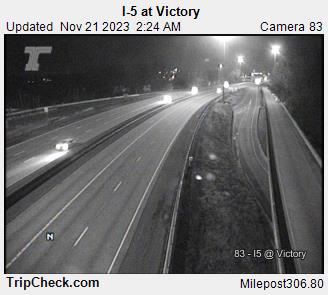 I-5 at Victory
Updated Nov 21 2023 2:24 AM Camera 83
T
N
83 - I5 @ Victory
TripCheck.com Milepost306.80